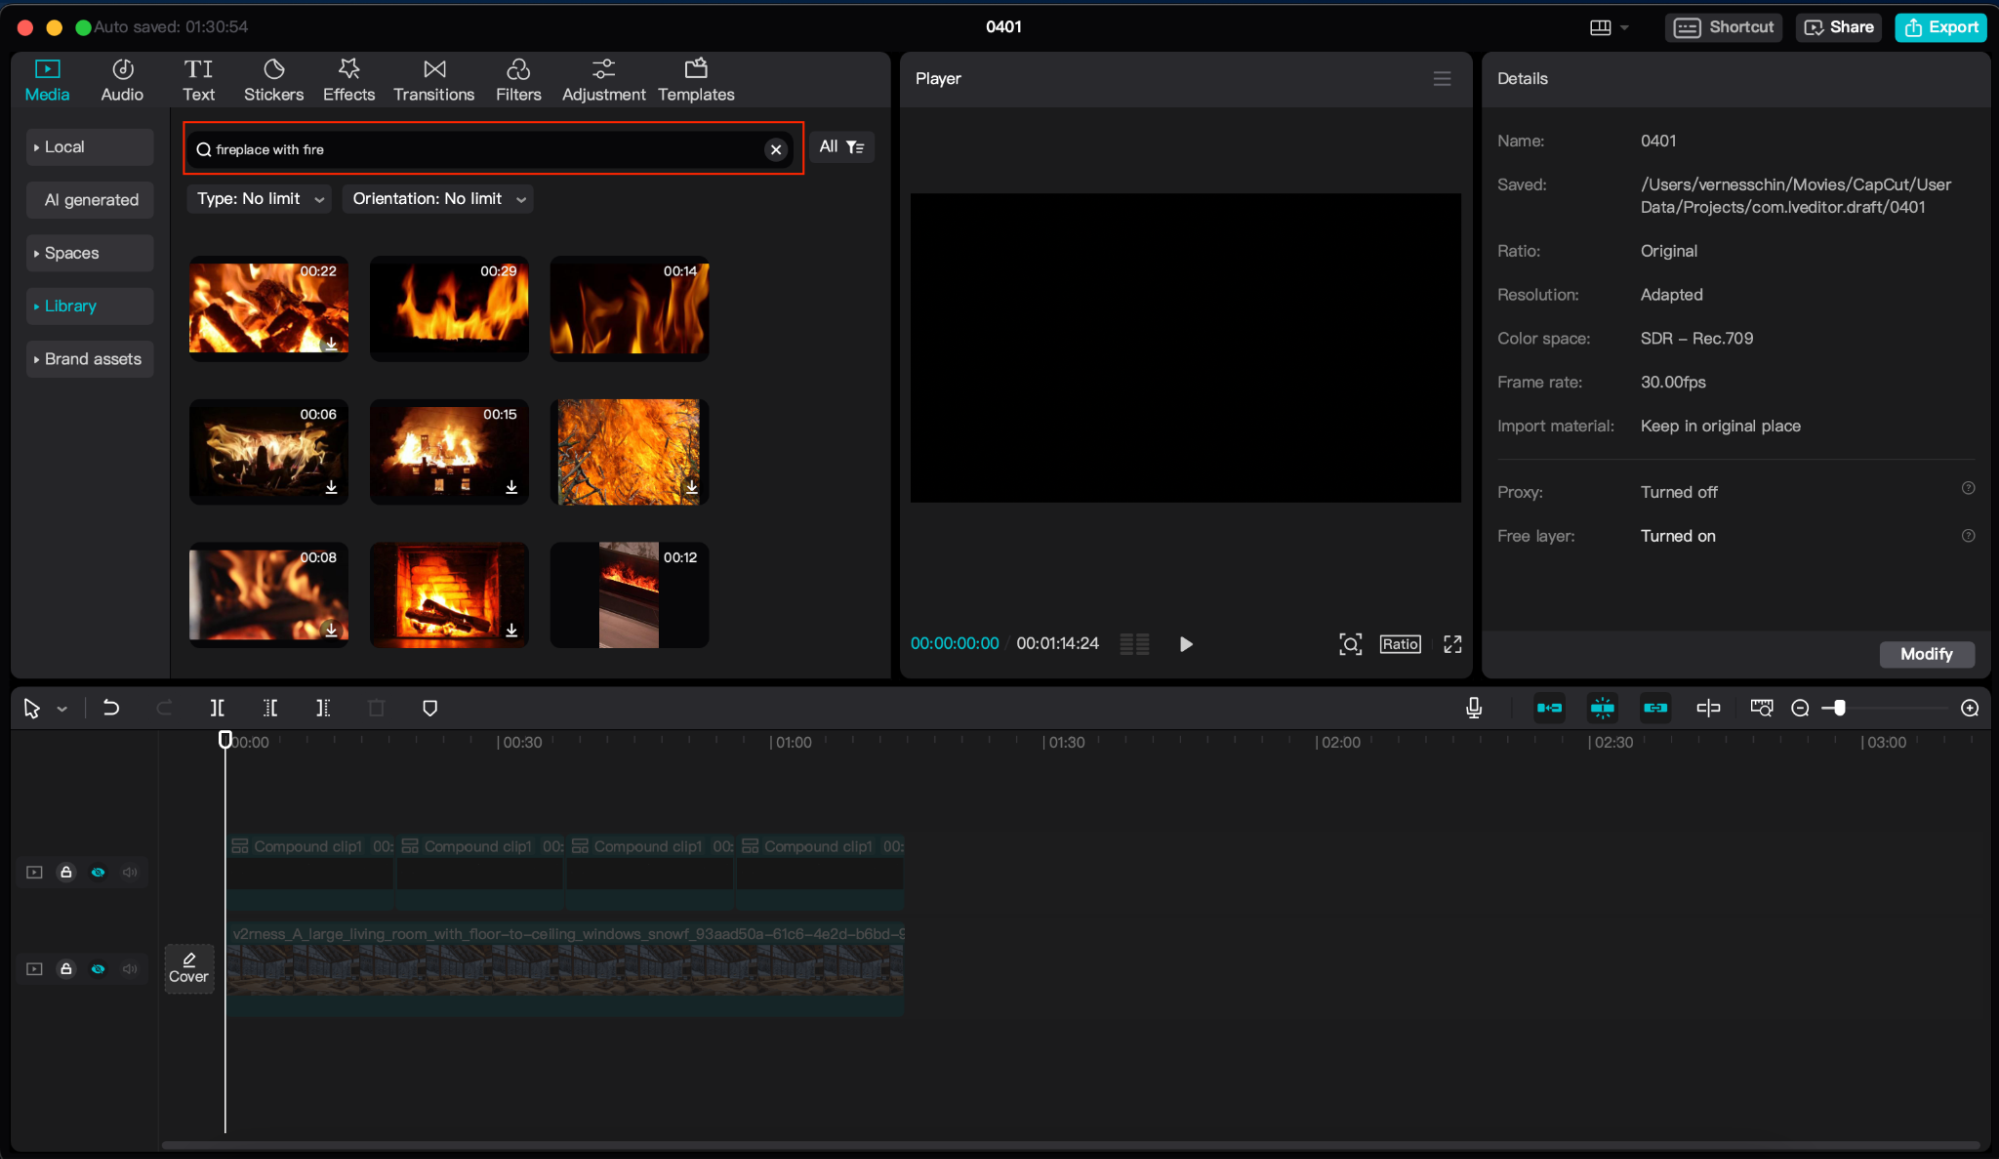 Auto saved: 01:30:54
0401
Shortcut
Share
Export
Media
Audio
TI
Text
Stickers
Effects
Transitions
Filters
Adjustment
Templates
Local
AI generated
Spaces
Library
Brand assets
fireplace with fire
All
Type: No limit
Orientation: No limit
00:22
00:29
00:14
00:06
00:15
00:08
00:12
Player
00:00:00:00 / 00:01:14:24
Ratio
Details
Name: 0401
Saved: /Users/vernesschin/Movies/CapCut/User
Data/Projects/com.lveditor.draft/0401
Ratio: Original
Resolution: Adapted
Color space: SDR – Rec.709
Frame rate: 30.00fps
Import material: Keep in original place
Proxy: Turned off
Free layer: Turned on
Modify
00:00 | 00:30 | 01:00 | 01:30 | 02:00 | 02:30 | 03:00
Compound clip1 00: Compound clip1 00: Compound clip1 00: Compound clip1 00:
v2rness_A_large_living_room_with_floor-to-ceiling_windows_snowf_93aad50a-61c6-4e2d-b6bd-9
Cover